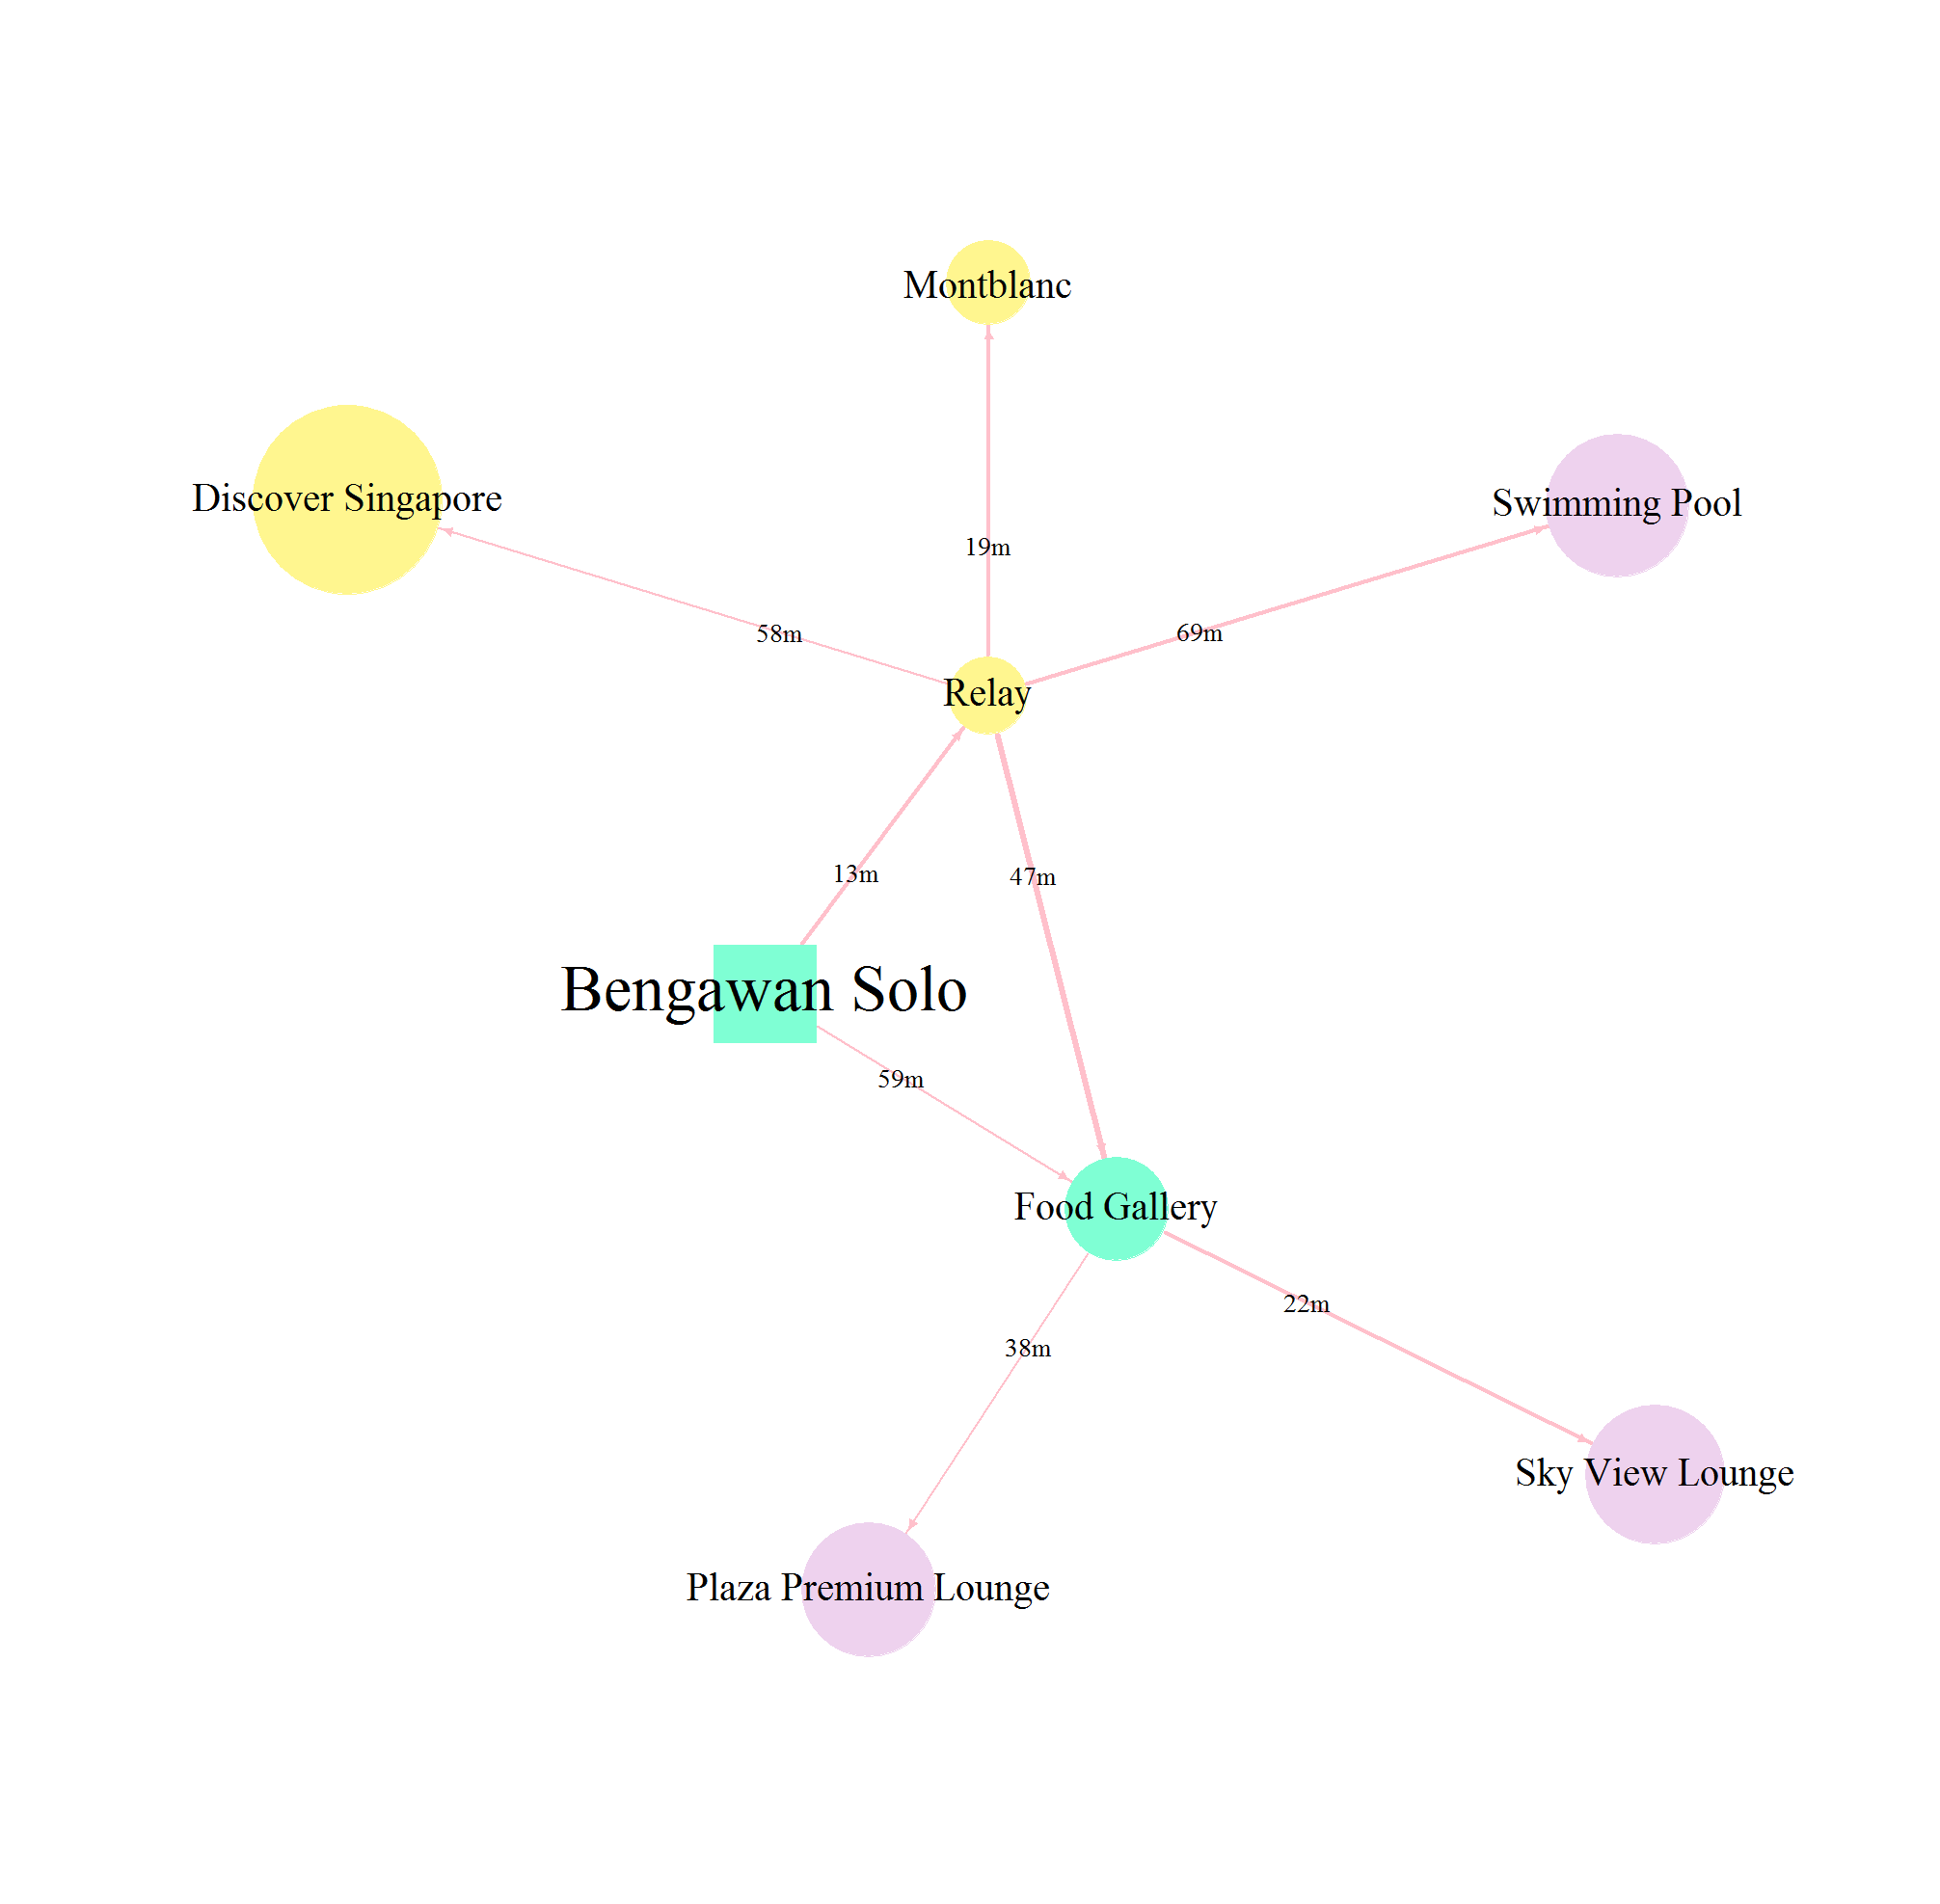 Montblanc
Discover Singapore
Swimming Pool
19m
58m
69m
Relay
13m
47m
Bengawan Solo
59m
Food Gallery
22m
38m
Sky View Lounge
Plaza Premium Lounge